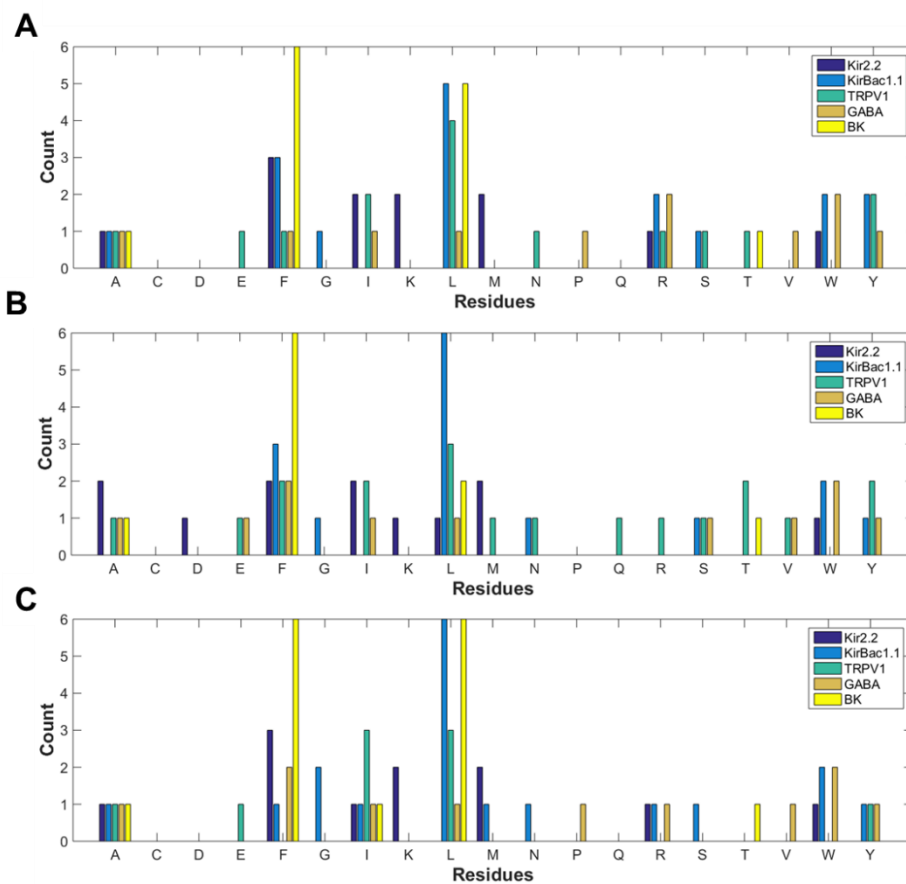 A
Count
6
5
4
3
2
1
0
Kir2.2
KirBac1.1
TRPV1
GABA
BK
A C D E F G I K L M N P Q R S T V W Y
Residues
B
Count
6
5
4
3
2
1
0
Kir2.2
KirBac1.1
TRPV1
GABA
BK
A C D E F G I K L M N P Q R S T V W Y
Residues
C
Count
6
5
4
3
2
1
0
Kir2.2
KirBac1.1
TRPV1
GABA
BK
A C D E F G I K L M N P Q R S T V W Y
Residues